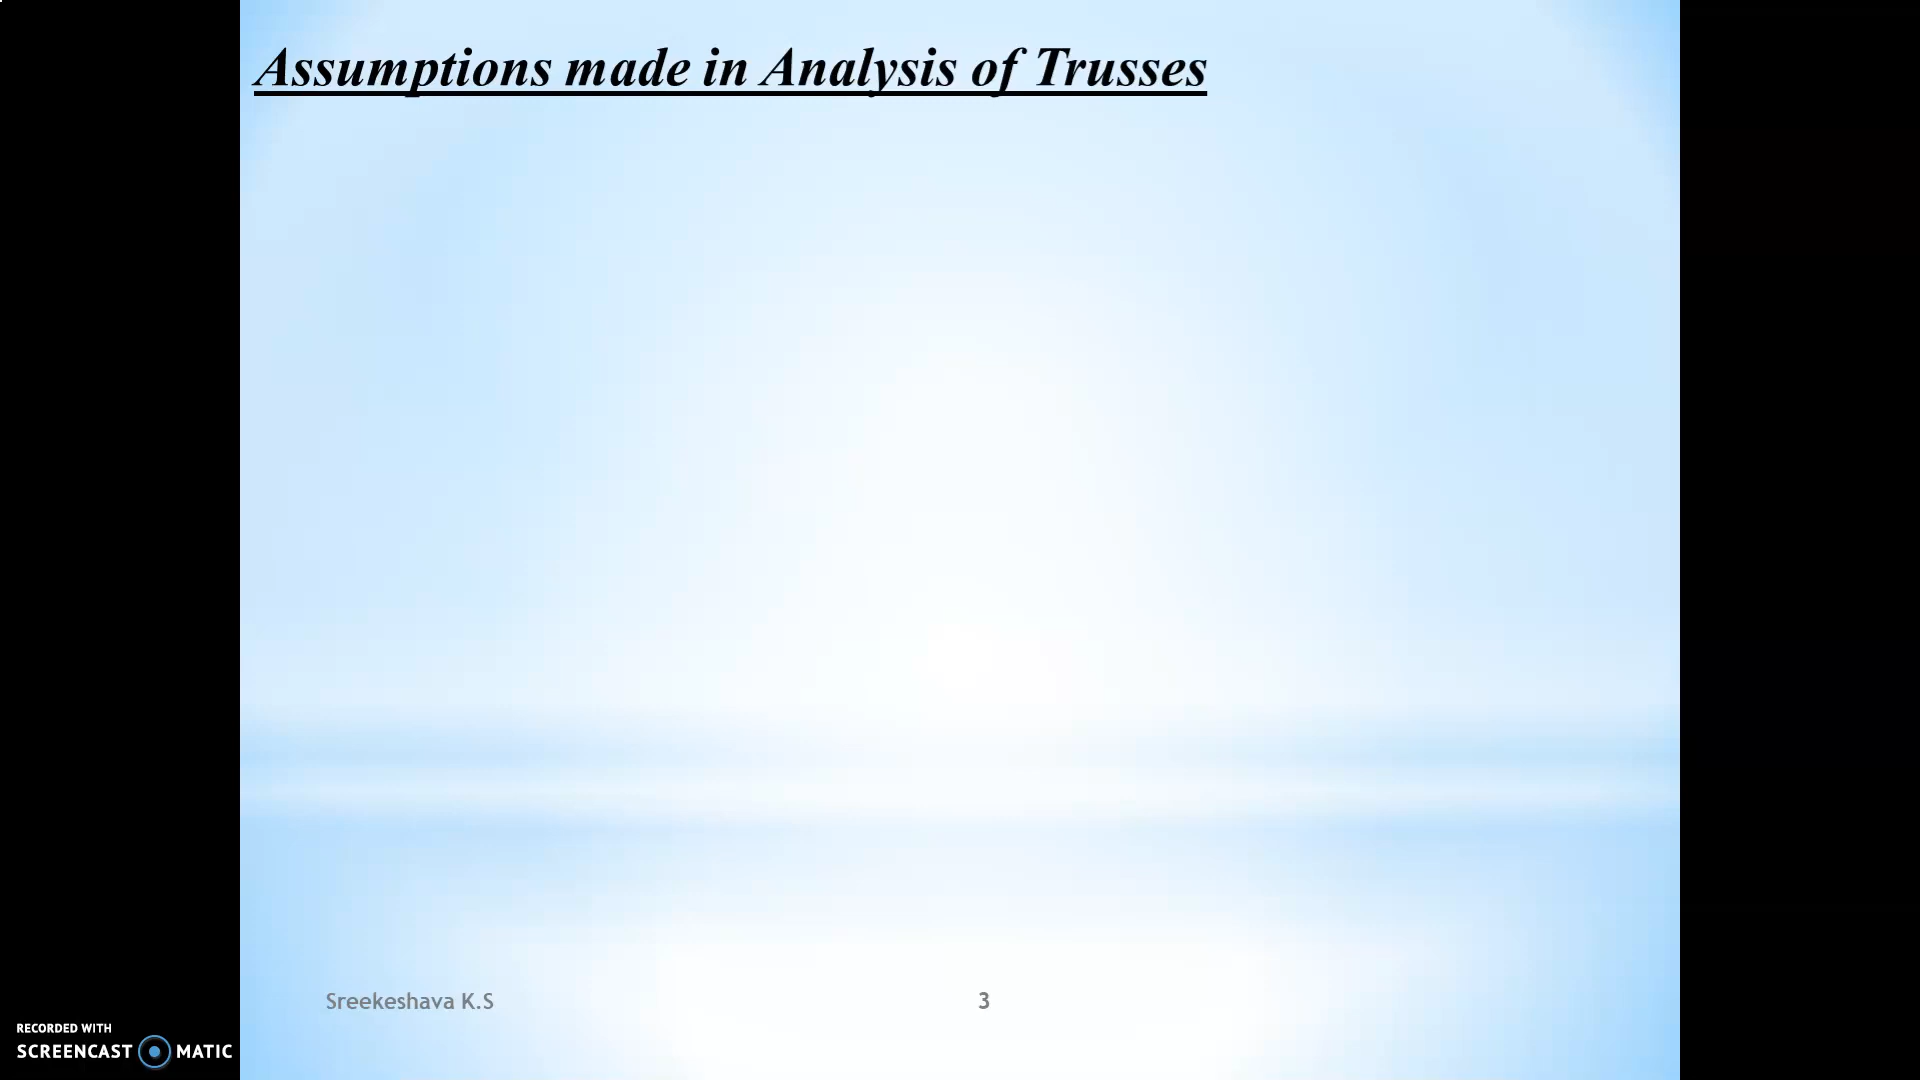 Assumptions made in Analysis of Trusses
Sreekeshava K.S
3
RECORDED WITH
SCREENCAST MATIC